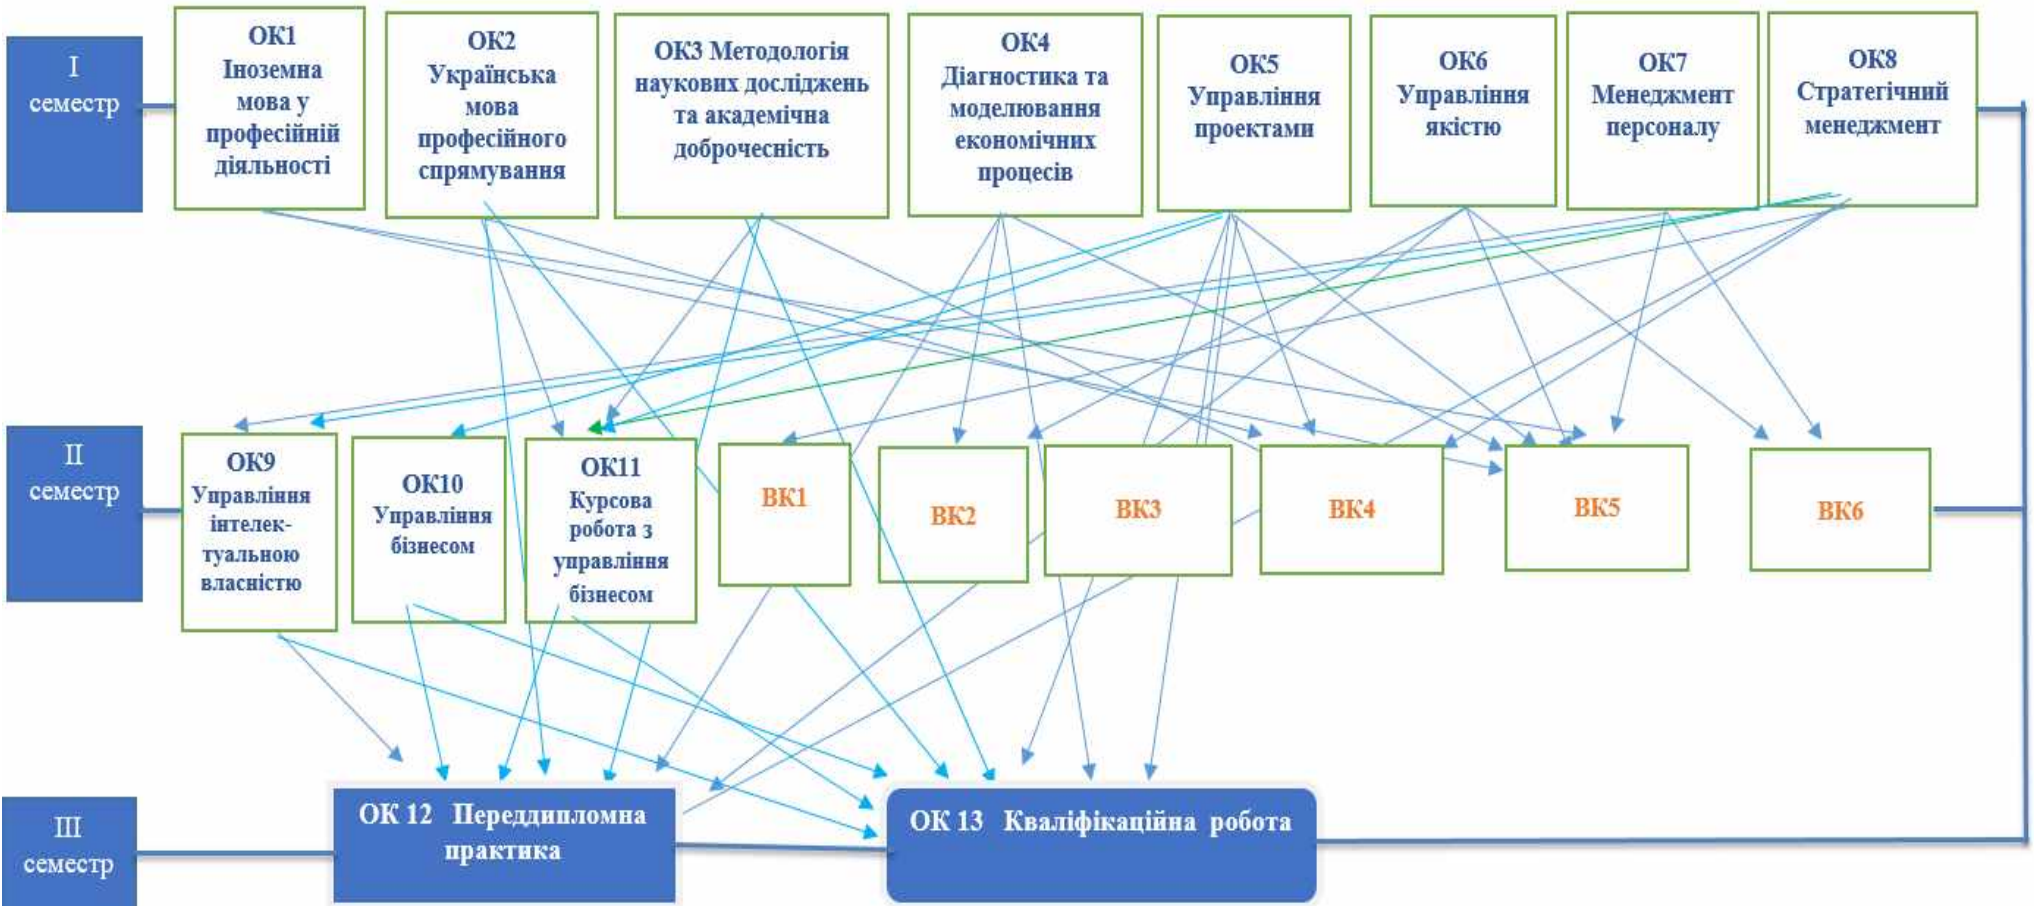 I
семестр
ОК1
Іноземна
мова у
професійній
діяльності
ОК2
Українська
мова
професійного
спрямування
ОК3 Методологія
наукових досліджень
та академічна
доброчесність
ОК4
Діагностика та
моделювання
економічних
процесів
ОК5
Управління
проектами
ОК6
Управління
якістю
ОК7
Менеджмент
персоналу
ОК8
Стратегічний
менеджмент
II
семестр
ОК9
Управління
інтелек-
туальною
власністю
ОК10
Управління
бізнесом
ОК11
Курсова
робота з
управління
бізнесом
ВК1
ВК2
ВК3
ВК4
ВК5
ВК6
III
семестр
ОК 12 Переддипломна
практика
ОК 13 Кваліфікаційна робота